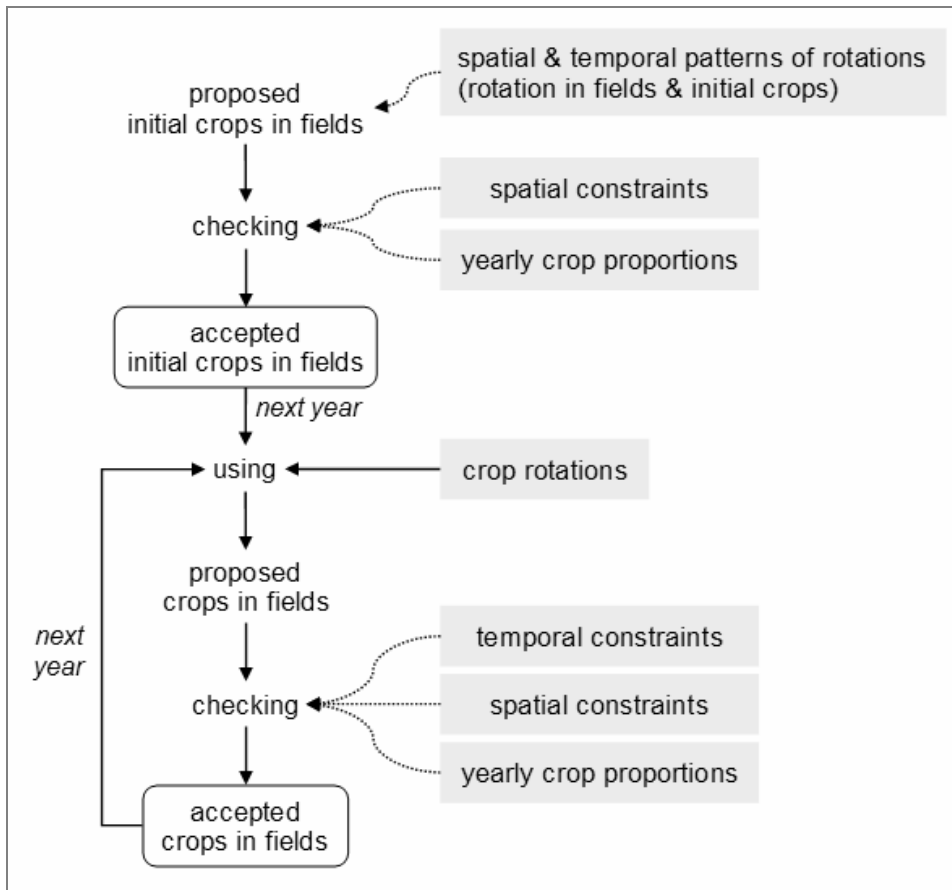 spatial & temporal patterns of rotations
(rotation in fields & initial crops)
proposed
initial crops in fields
spatial constraints
checking
yearly crop proportions
accepted
initial crops in fields
next year
using
crop rotations
proposed
crops in fields
next
year
temporal constraints
checking
spatial constraints
yearly crop proportions
accepted
crops in fields